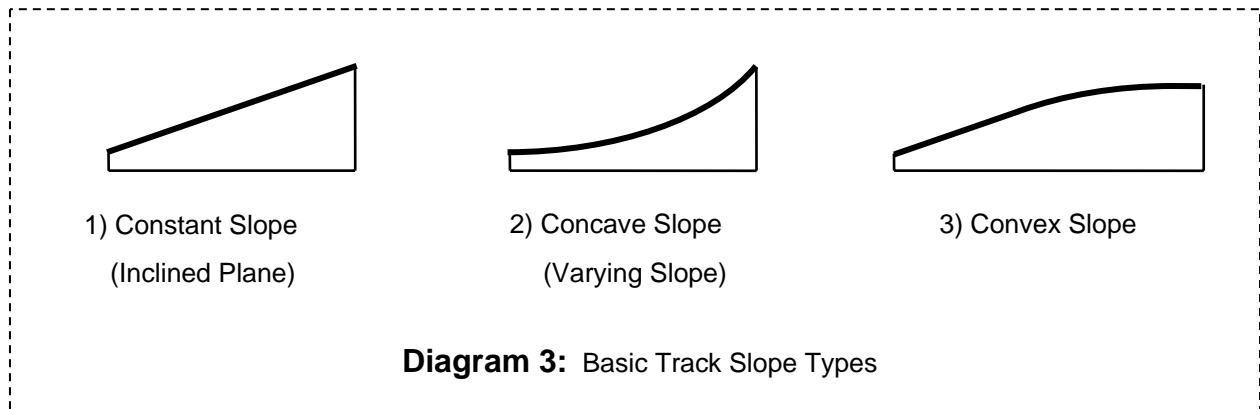 1) Constant Slope
(Inclined Plane)
2) Concave Slope
(Varying Slope)
3) Convex Slope
Diagram 3: Basic Track Slope Types